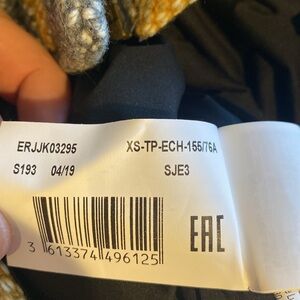 ERJJK03295 XS-TP-ECH-155/76A
S193 04/19 SJE3
EAC
3 613374 496125